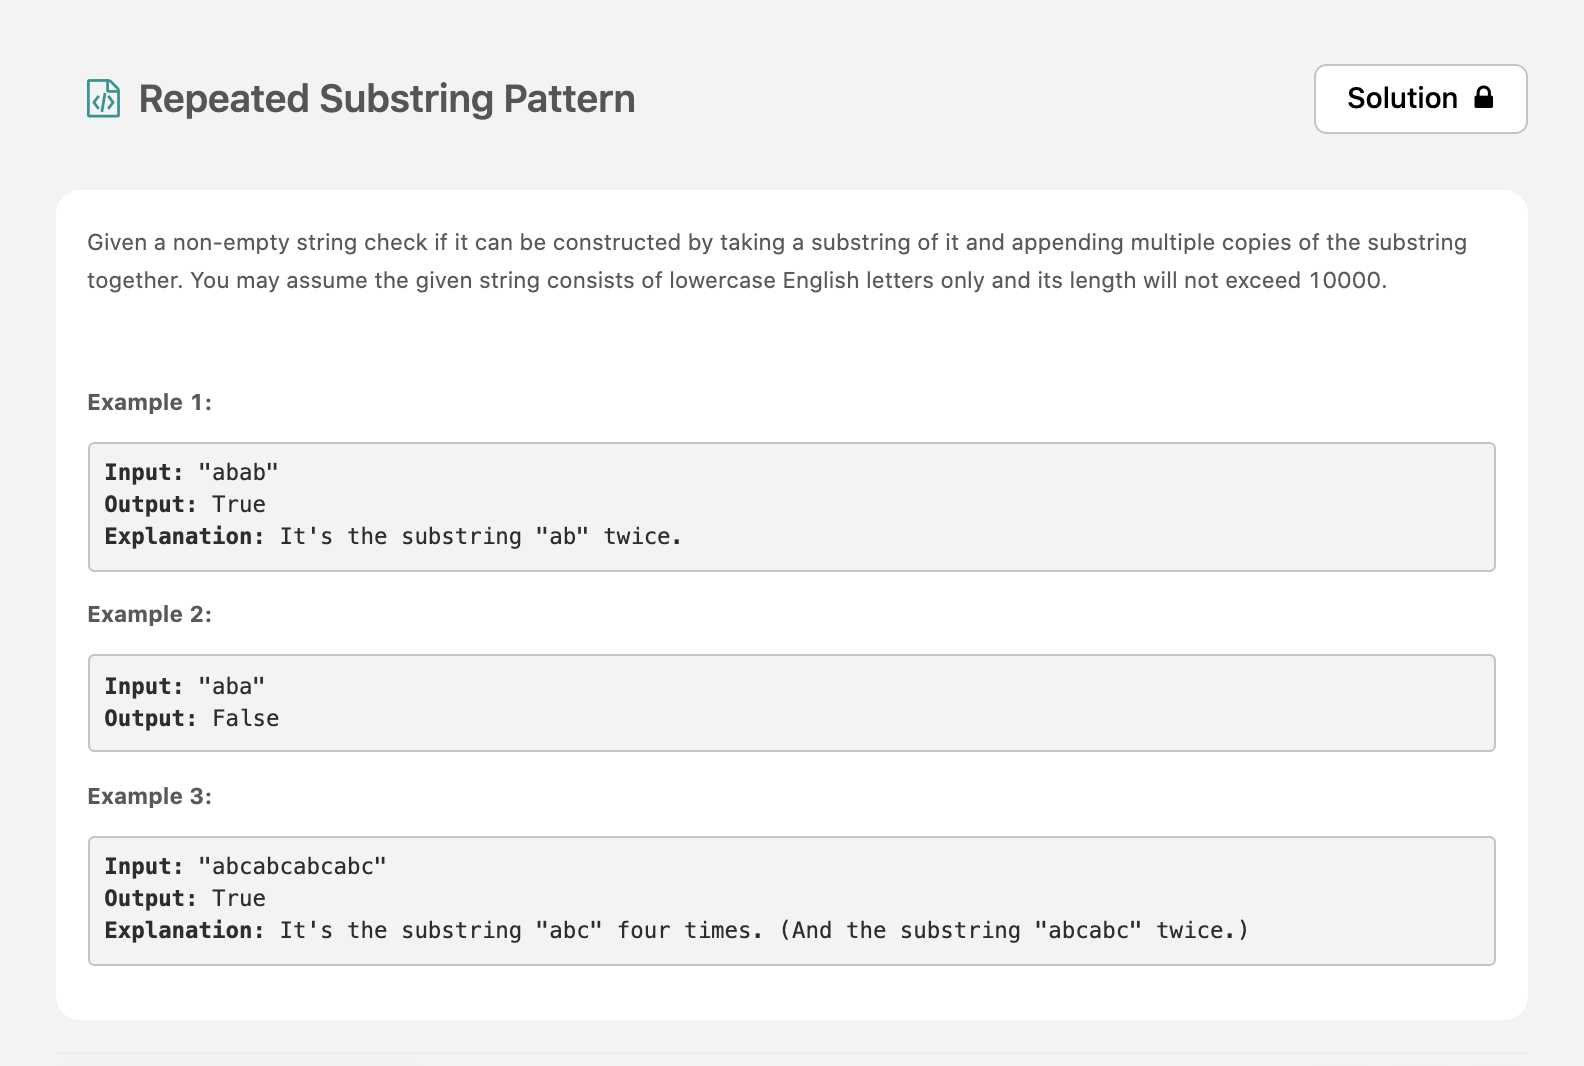 Repeated Substring Pattern
Solution
Given a non-empty string check if it can be constructed by taking a substring of it and appending multiple copies of the substring
together. You may assume the given string consists of lowercase English letters only and its length will not exceed 10000.
Example 1:
Input: "abab"
Output: True
Explanation: It's the substring "ab" twice.
Example 2:
Input: "aba"
Output: False
Example 3:
Input: "abcabcabcabc"
Output: True
Explanation: It's the substring "abc" four times. (And the substring "abcabc" twice.)